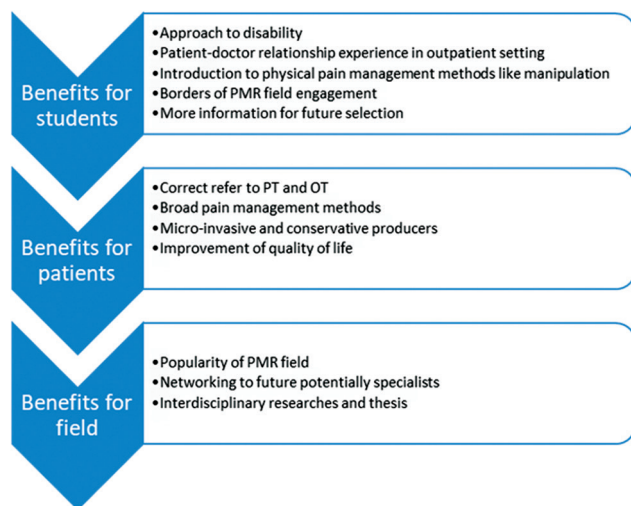 Benefits for
students
•Approach to disability
•Patient-doctor relationship experience in outpatient setting
•Introduction to physical pain management methods like manipulation
•Borders of PMR field engagement
•More information for future selection
Benefits for
patients
•Correct refer to PT and OT
•Broad pain management methods
•Micro-invasive and conservative producers
•Improvement of quality of life
Benefits for
field
•Popularity of PMR field
•Networking to future potentially specialists
•Interdisciplinary researches and thesis